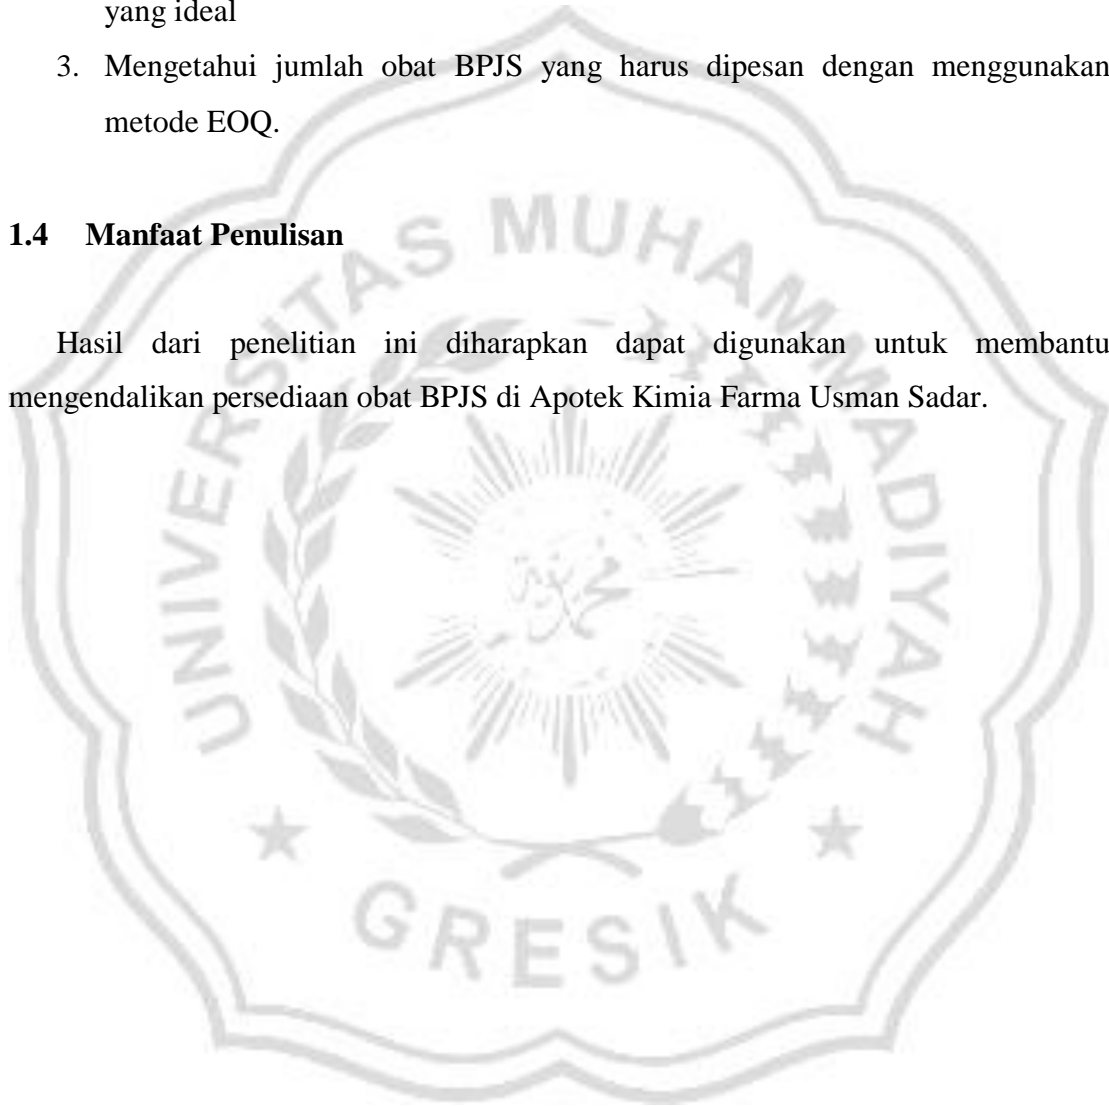 yang ideal
3. Mengetahui jumlah obat BPJS yang harus dipesan dengan menggunakan
metode EOQ.
1.4 Manfaat Penulisan
Hasil dari penelitian ini diharapkan dapat digunakan untuk membantu
mengendalikan persediaan obat BPJS di Apotek Kimia Farma Usman Sadar.
UNIVERSITAS MUHAMMADIYAH
GRESIK